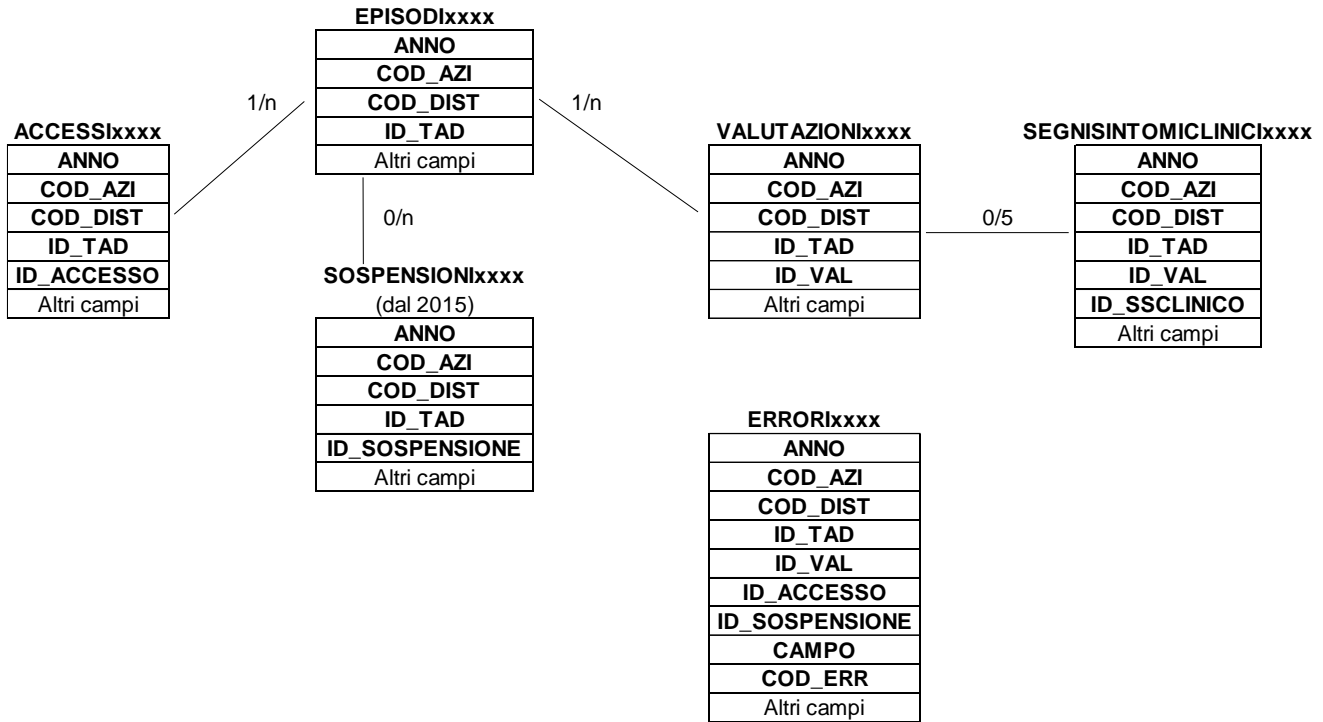 EPISODIxxxx
ANNO
COD_AZI
COD_DIST
ID_TAD
Altri campi
1/n
1/n
0/n
ACCESSIxxxx
ANNO
COD_AZI
COD_DIST
ID_TAD
ID_ACCESSO
Altri campi
SOSPENSIONIxxxx
(dal 2015)
ANNO
COD_AZI
COD_DIST
ID_TAD
ID_SOSPENSIONE
Altri campi
VALUTAZIONIxxxx
ANNO
COD_AZI
COD_DIST
ID_TAD
ID_VAL
Altri campi
0/5
SEGNISINTOMICLINICIxxxx
ANNO
COD_AZI
COD_DIST
ID_TAD
ID_VAL
ID_SSCLINICO
Altri campi
ERRORIxxxx
ANNO
COD_AZI
COD_DIST
ID_TAD
ID_VAL
ID_ACCESSO
ID_SOSPENSIONE
CAMPO
COD_ERR
Altri campi